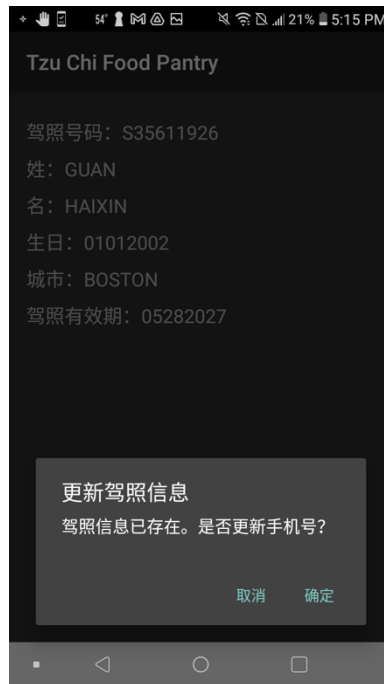 54° 21% 5:15 PM
Tzu Chi Food Pantry
驾照号码：S35611926
姓：GUAN
名：HAIXIN
生日：01012002
城市：BOSTON
驾照有效期：05282027
更新驾照信息
驾照信息已存在。是否更新手机号？
取消 确定